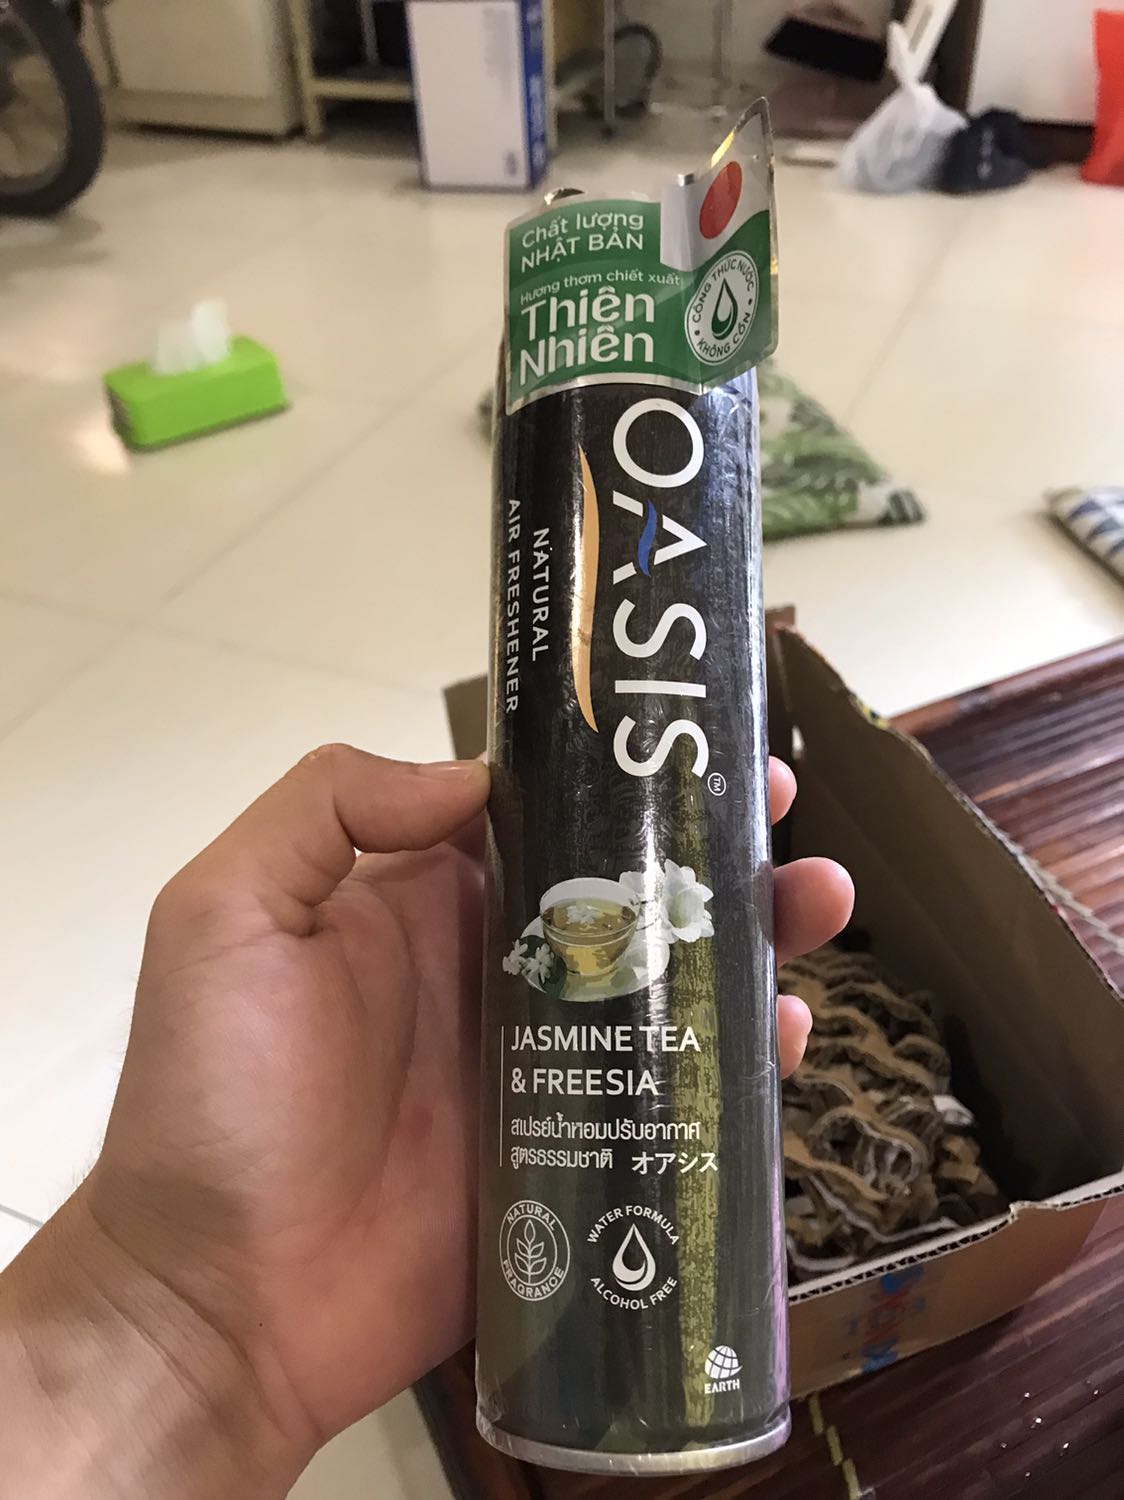 Chất lượng
NHẬT BẢN
Hương thơm chiết xuất
Thiên
Nhiên
CÔNG THỨC NƯỚC
KHÔNG CỒN
OASIS
TM
NATURAL
AIR FRESHENER
JASMINE TEA
& FREESIA
สเปรย์น้ำหอมปรับอากาศ
สูตรธรรมชาติ オアシス
NATURAL
FRAGRANCE
WATER FORMULA
ALCOHOL FREE
EARTH